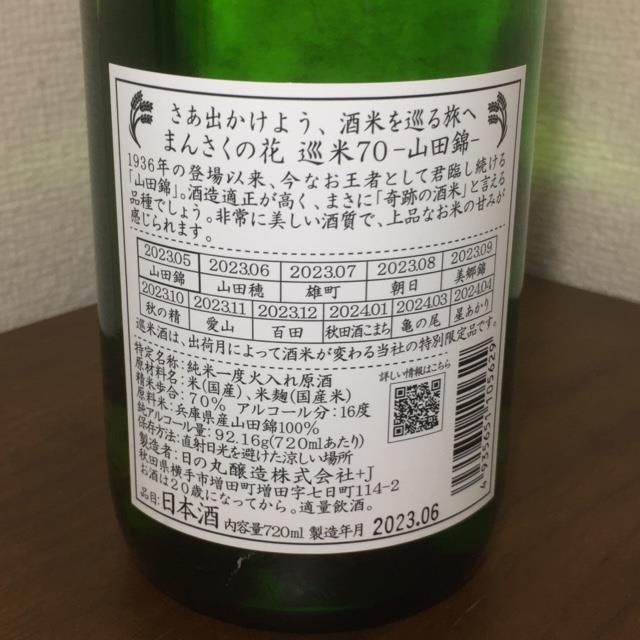 さあ出かけよう、酒米を巡る旅へ
まんさくの花 巡米70-山田錦-
1936年の登場以来、今なお王者として君臨し続ける
「山田錦」。酒造適正が高く、まさに「奇跡の酒米」と言える
品種でしょう。非常に美しい酒質で、上品なお米の甘みが
感じられます。
2023.05 2023.06 2023.07 2023.08 2023.09
山田錦 山田穂 雄町 朝日 美郷錦
2023.10 2023.11 2023.12 2024.01 2024.03 2024.04
秋の精 愛山 百田 秋田酒こまち 亀の尾 星あかり
巡米酒は、出荷月によって酒米が変わる当社の特別限定品です。
特定名称:純米一度火入れ原酒
原材料名:米(国産)、米麹(国産米)
精米歩合:70% アルコール分:16度
原料米:兵庫県産山田錦100%
純アルコール量:92.16g(720mlあたり)
保存方法:直射日光を避けた涼しい場所
製造者:日の丸醸造株式会社+J
秋田県横手市増田町増田字七日町114-2
お酒は20歳になってから。適量飲酒。
品目:日本酒 内容量720ml 製造年月 2023.06
詳しい情報はこちら
4 935651 105629